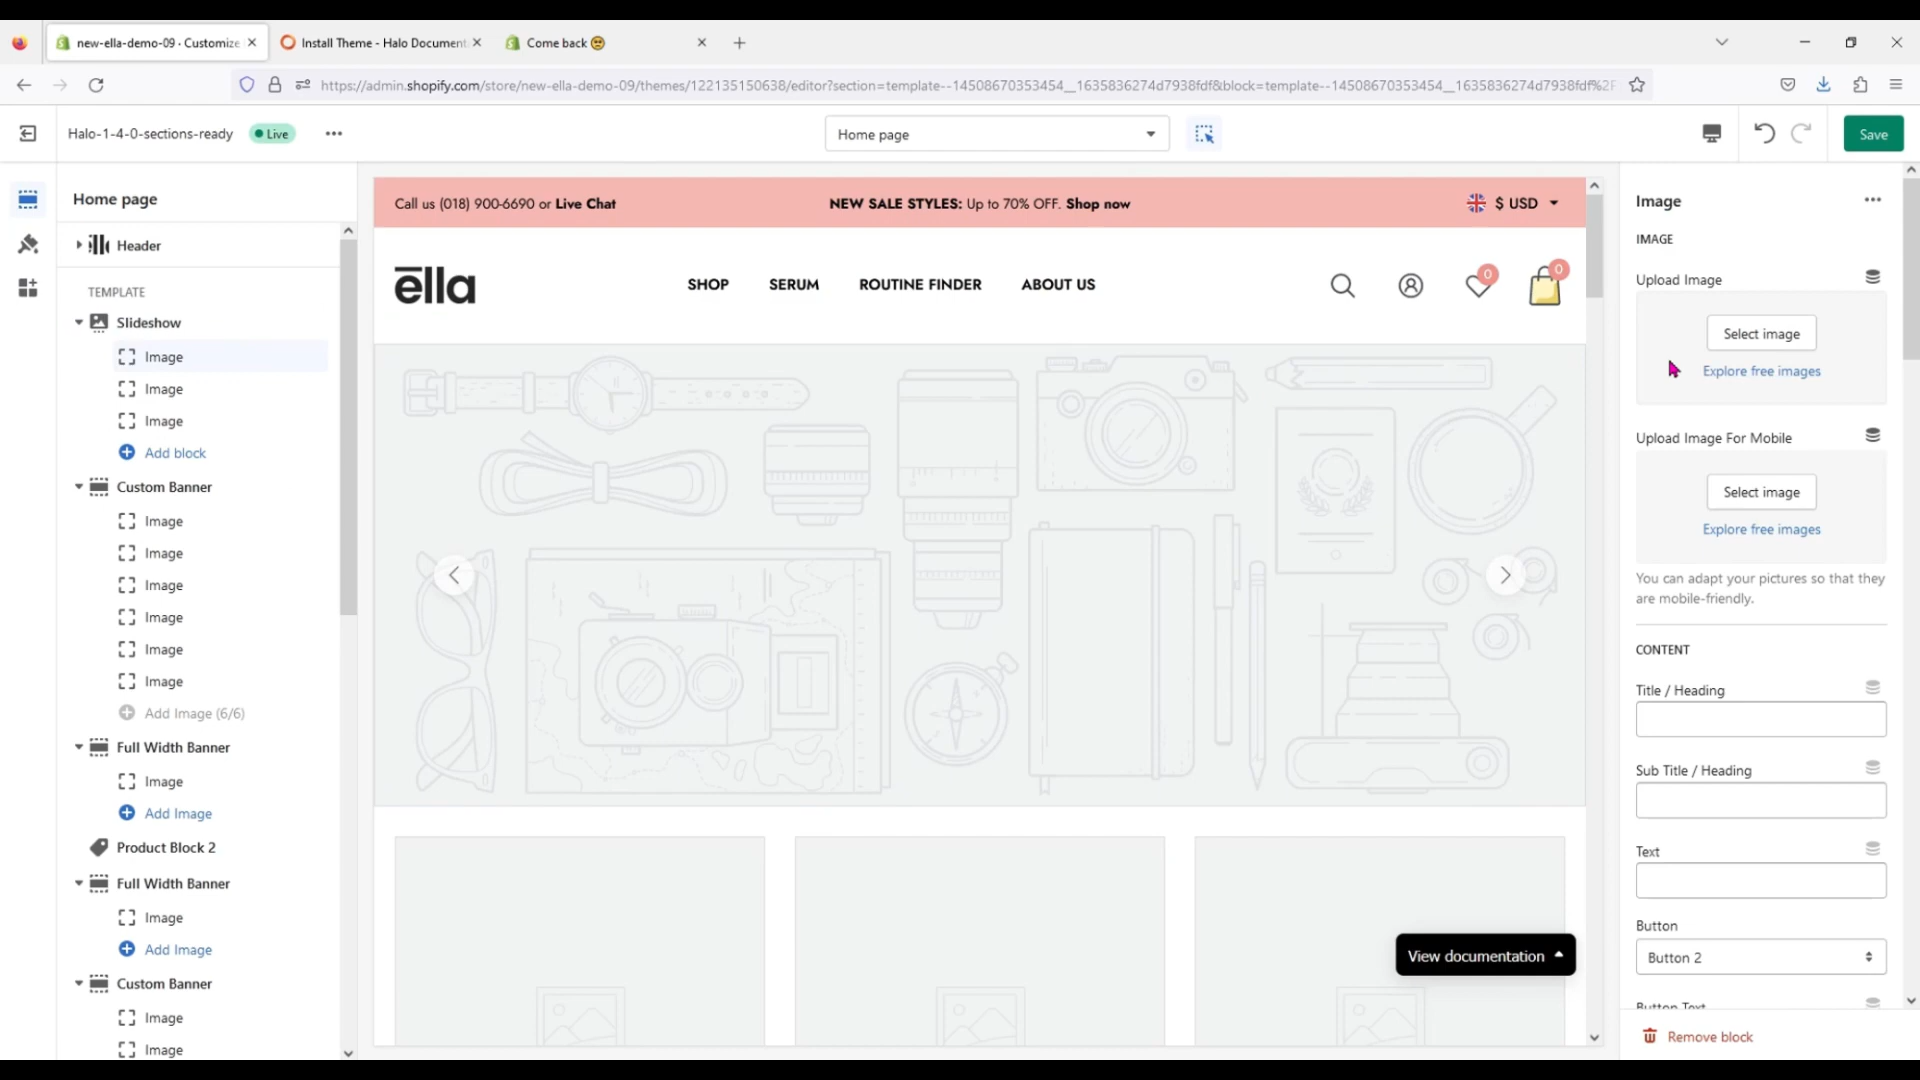 new-ella-demo-09 · Customize
Install Theme - Halo Document
Come back
https://admin.shopify.com/store/new-ella-demo-09/themes/122135150638/editor?section=template--14508670353454__1635836274d7938fdf&block=template--14508670353454__1635836274d7938fdf%2F
Halo-1-4-0-sections-ready
Live
Home page
Save
Home page
Header
TEMPLATE
Slideshow
Image
Image
Image
Add block
Custom Banner
Image
Image
Image
Image
Image
Image
Add Image (6/6)
Full Width Banner
Image
Add Image
Product Block 2
Full Width Banner
Image
Add Image
Custom Banner
Image
Image
Call us (018) 900-6690 or Live Chat
NEW SALE STYLES: Up to 70% OFF. Shop now
$ USD
ēlla
SHOP
SERUM
ROUTINE FINDER
ABOUT US
0
0
View documentation
Image
IMAGE
Upload Image
Select image
Explore free images
Upload Image For Mobile
Select image
Explore free images
You can adapt your pictures so that they
are mobile-friendly.
CONTENT
Title / Heading
Sub Title / Heading
Text
Button
Button 2
Button Text
Remove block